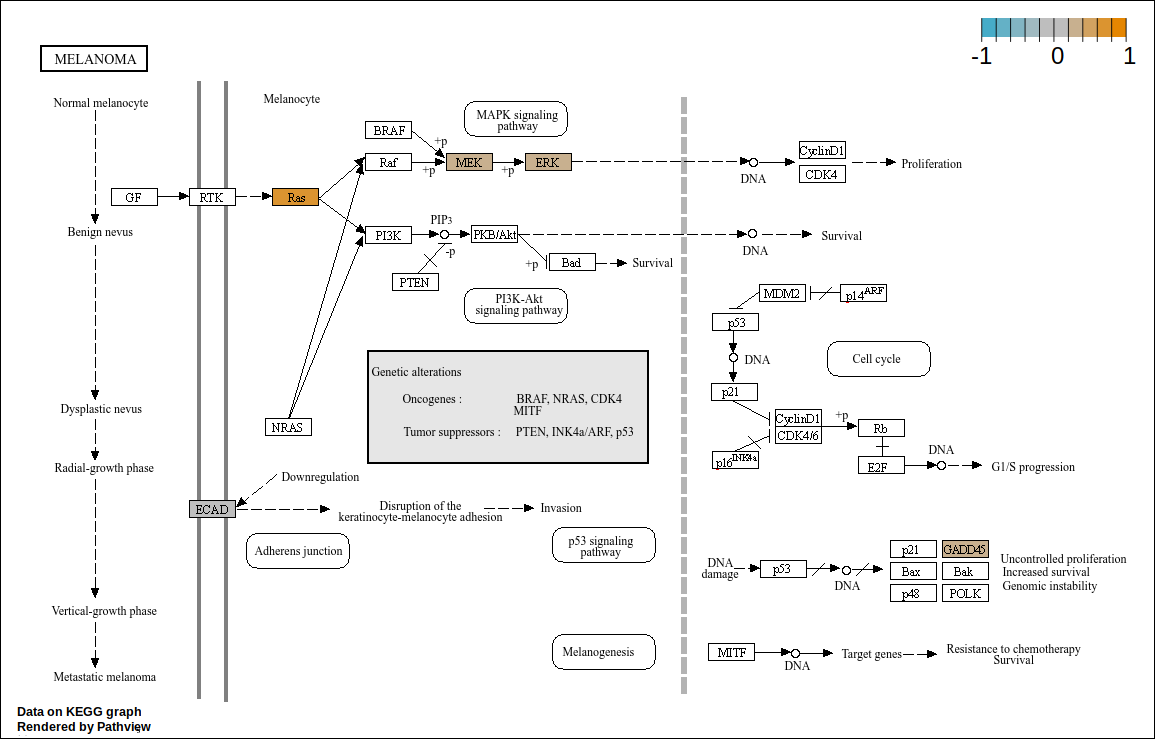 -1 0 1
MELANOMA
Normal melanocyte
Melanocyte
MAPK signaling
pathway
BRAF
+p
Raf
+p
MEK
+p
ERK
DNA
CyclinD1
CDK4
Proliferation
GF
RTK
Ras
Benign nevus
PI3K
PIP3
-p
PTEN
PKB/Akt
+p
Bad
Survival
DNA
Survival
PI3K-Akt
signaling pathway
MDM2
p14ARF
p53
DNA
p21
Cell cycle
Genetic alterations
Oncogenes : BRAF, NRAS, CDK4
MITF
Tumor suppressors : PTEN, INK4a/ARF, p53
Dysplastic nevus
NRAS
CyclinD1
CDK4/6
+p
Rb
p16INK4a
E2F
DNA
G1/S progression
Radial-growth phase
Downregulation
ECAD
Disruption of the
keratinocyte-melanocyte adhesion
Invasion
Adherens junction
p53 signaling
pathway
DNA
damage
p53
DNA
p21
GADD45
Bax
Bak
p48
POLK
Uncontrolled proliferation
Increased survival
Genomic instability
Vertical-growth phase
Melanogenesis
MITF
DNA
Target genes
Resistance to chemotherapy
Survival
Metastatic melanoma
Data on KEGG graph
Rendered by Pathview